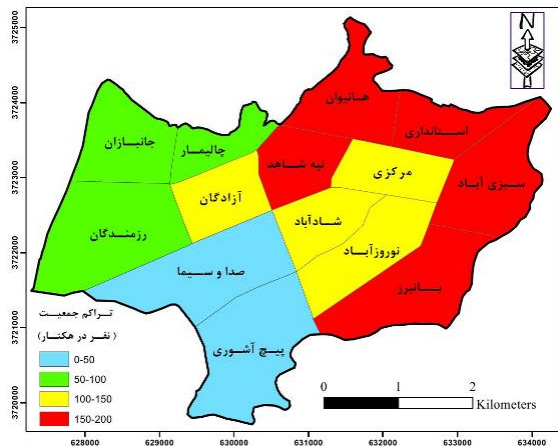 N
3725000
3724000
3723000
3722000
3721000
3720000
هانیوان
استانداری
جانبازان
چالیمار
تپه شاهد
مرکزی
سبزی آباد
آزادگان
رزمندگان
شادآباد
نوروزآباد
صدا و سیما
بانبرز
پیچ آشوری
تراکم جمعیت
(نفر در هکتار)
0-50
50-100
100-150
150-200
0 1 2
Kilometers
628000 629000 630000 631000 632000 633000 634000